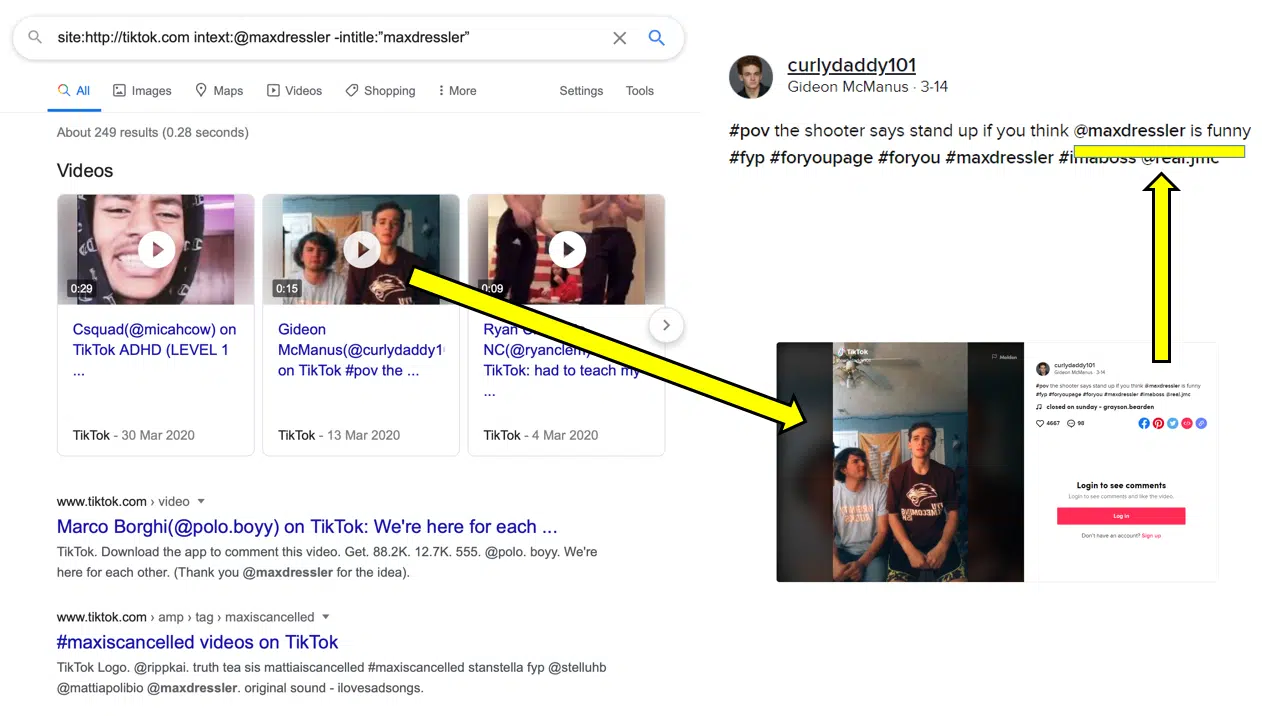 site:http://tiktok.com intext:@maxdressler -intitle:”maxdressler”
All Images Maps Videos Shopping More Settings Tools
About 249 results (0.28 seconds)
Videos
0:29
Csquad(@micahcow) on
TikTok ADHD (LEVEL 1
...
TikTok - 30 Mar 2020
0:15
Gideon
McManus(@curlydaddy1
on TikTok #pov the ...
TikTok - 13 Mar 2020
0:09
Ryan
NC(@ryanclem)
TikTok: had to teach my
...
TikTok - 4 Mar 2020
www.tiktok.com › video
Marco Borghi(@polo.boyy) on TikTok: We're here for each ...
TikTok. Download the app to comment this video. Get. 88.2K. 12.7K. 555. @polo. boyy. We're
here for each other. (Thank you @maxdressler for the idea).
www.tiktok.com › amp › tag › maxiscancelled
#maxiscancelled videos on TikTok
TikTok Logo. @rippkai. truth tea sis mattiaiscancelled #maxiscancelled stanstella fyp @stelluhb
@mattiapolibio @maxdressler. original sound - ilovesadsongs.
curlydaddy101
Gideon McManus · 3-14
#pov the shooter says stand up if you think @maxdressler is funny
#fyp #foryoupage #foryou #maxdressler #imaboss @real.jmc
TikTok
Melden
curlydaddy101
Gideon McManus · 3-14
#pov the shooter says stand up if you think @maxdressler is funny
#fyp #foryoupage #foryou #maxdressler #imaboss @real.jmc
closed on sunday - grayson.bearden
4667 98
Login to see comments
Login to see comments and like the video.
Log in
Don't have an account? Sign up